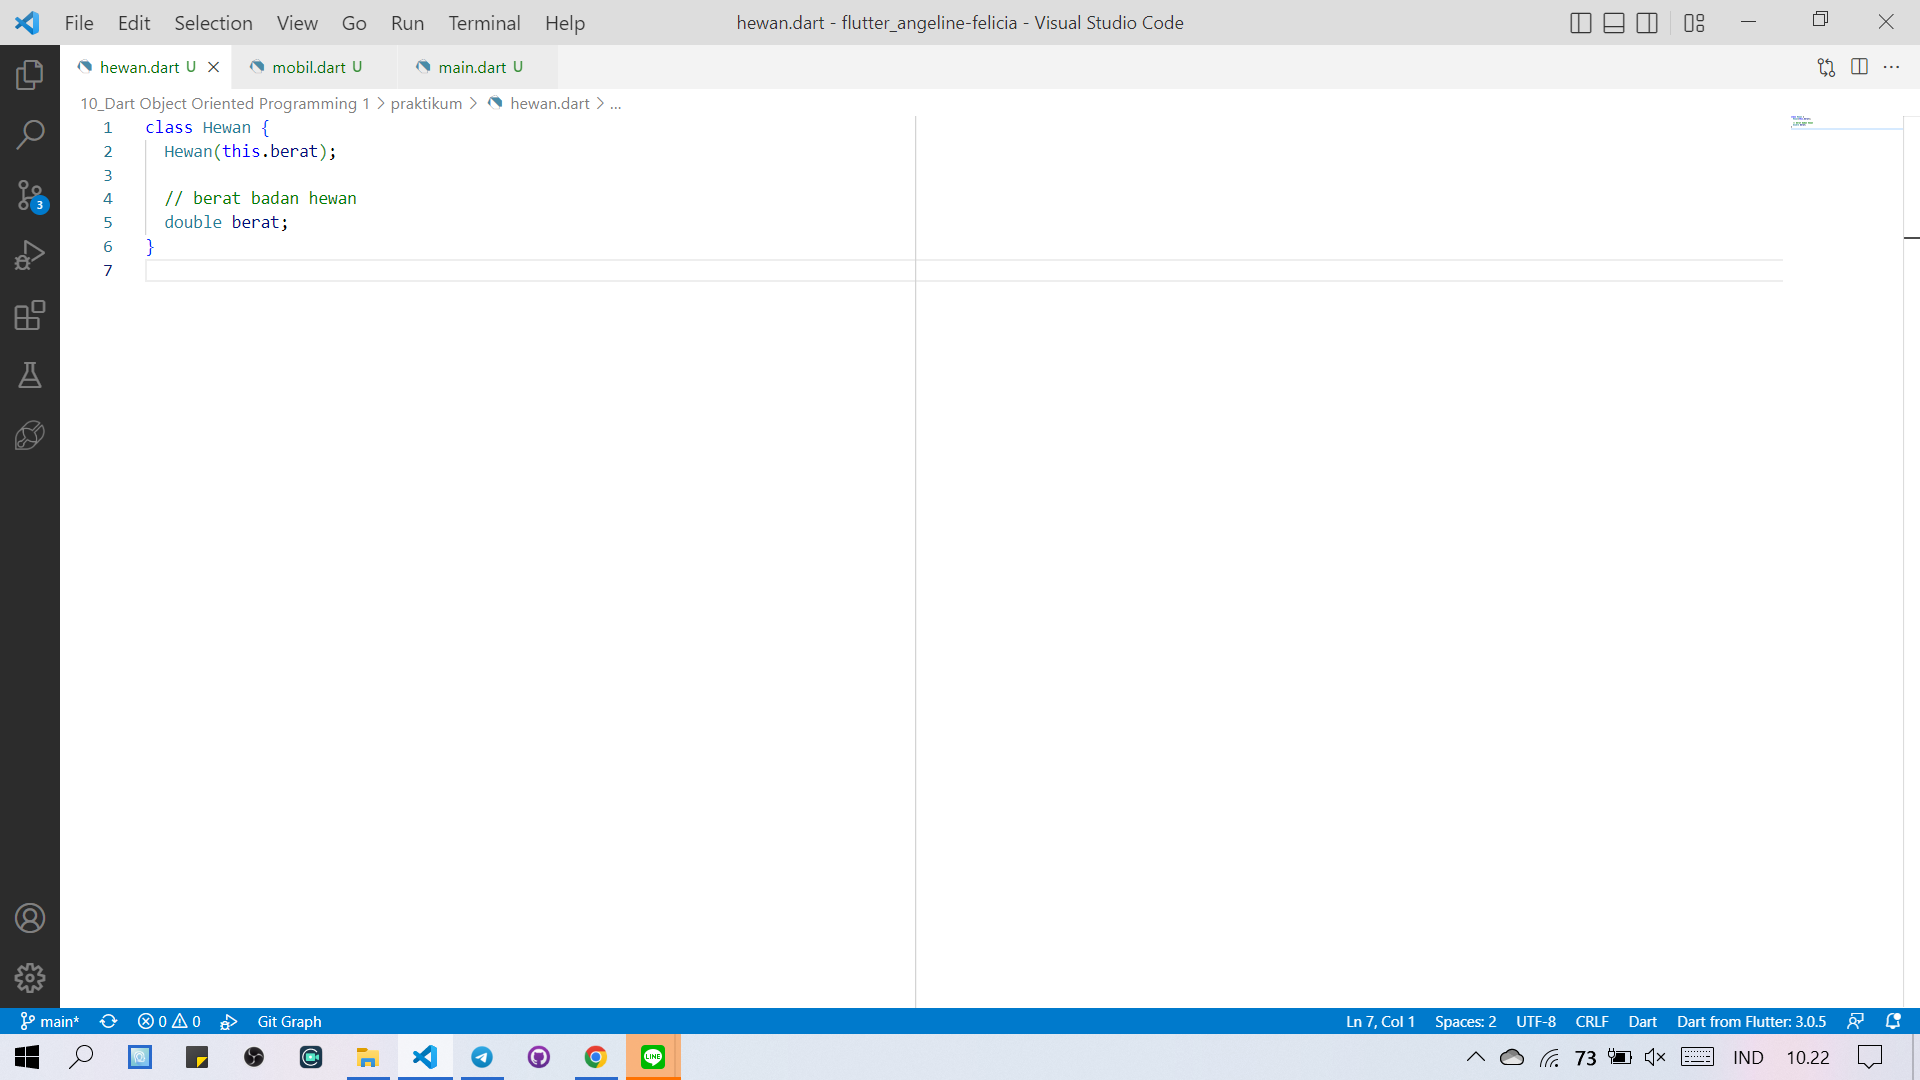 File Edit Selection View Go Run Terminal Help hewan.dart - flutter_angeline-felicia - Visual Studio Code
hewan.dart U mobil.dart U main.dart U
10_Dart Object Oriented Programming 1 > praktikum > hewan.dart > ...
1 class Hewan {
2 Hewan(this.berat);
3
4 // berat badan hewan
5 double berat;
6 }
7
3
main* 0 0 Git Graph Ln 7, Col 1 Spaces: 2 UTF-8 CRLF Dart Dart from Flutter: 3.0.5
LINE 73 IND 10.22